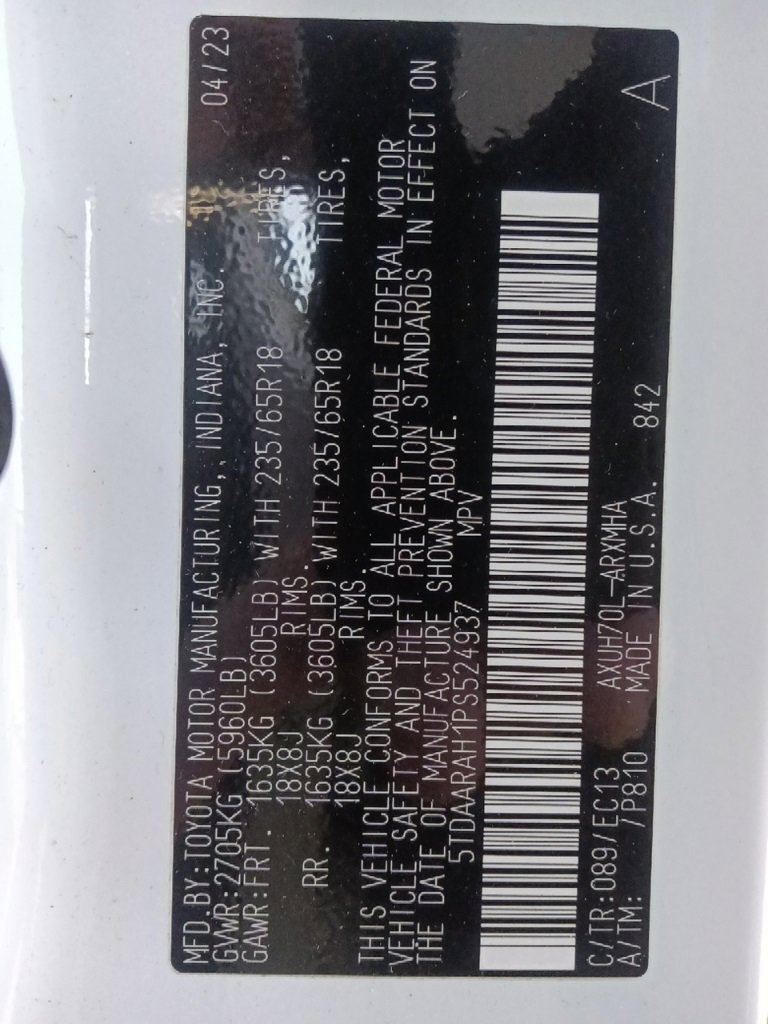 MFD.BY:TOYOTA MOTOR MANUFACTURING, INDIANA, INC. 04/23
GVWR:2705KG(5960LB)
GAWR:FRT. 1635KG (3605LB) WITH 235/65R18 TIRES,
18X8J RIMS.
RR. 1635KG (3605LB) WITH 235/65R18 TIRES,
18X8J RIMS.
THIS VEHICLE CONFORMS TO ALL APPLICABLE FEDERAL MOTOR
VEHICLE SAFETY AND THEFT PREVENTION STANDARDS IN EFFECT ON
THE DATE OF MANUFACTURE SHOWN ABOVE.
5TDAARAH1PS524937 MPV
C/TR:089/EC13 AXUH70L-ARXMHA
A/TM: /P810 MADE IN U.S.A. 842 A